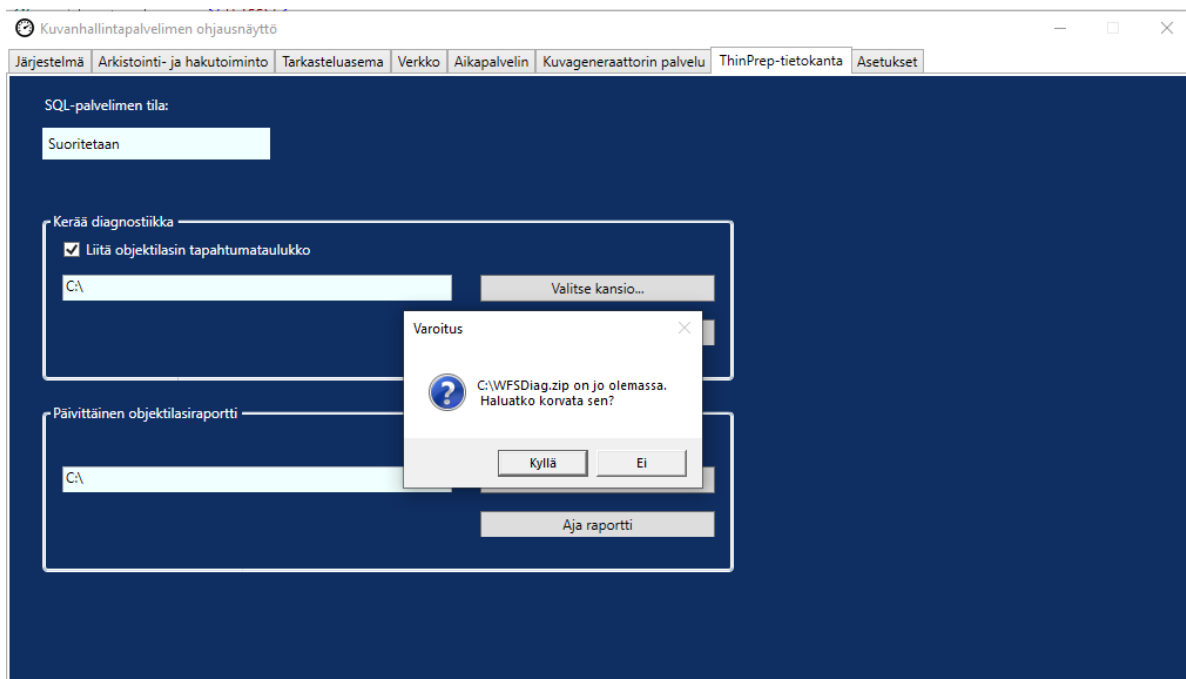 Kuvanhallintapalvelimen ohjausnäyttö
Järjestelmä Arkistointi- ja hakutoiminto Tarkasteluasema Verkko Aikapalvelin Kuvageneraattorin palvelu ThinPrep-tietokanta Asetukset
SQL-palvelimen tila:
Suoritetaan
Kerää diagnostiikka
Liitä objektilasin tapahtumataulukko
C:\
Valitse kansio...
Varoitus
C:\WFSDiag.zip on jo olemassa.
Haluatko korvata sen?
Kyllä Ei
Päivittäinen objektilasiraportti
C:\
Aja raportti